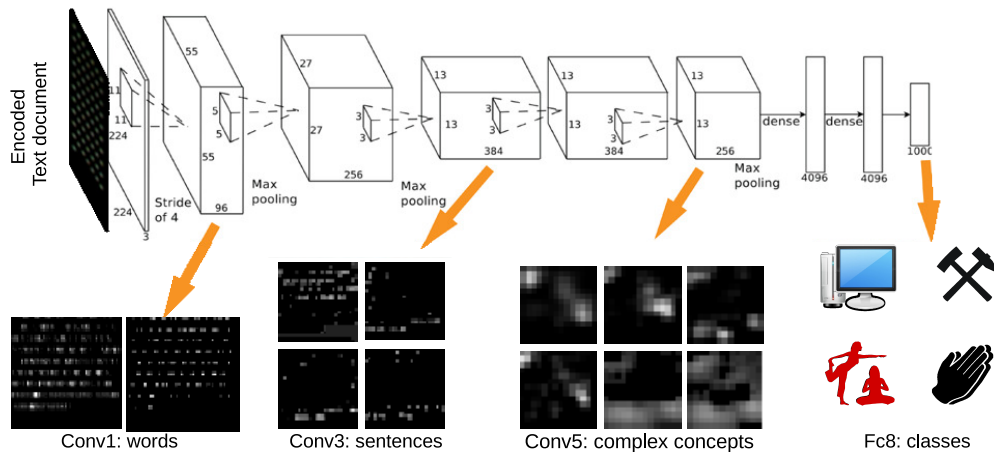 Encoded
Text document
11
11
224
224
3
Stride
of 4
55
55
5
5
96
Max
pooling
27
27
3
3
256
Max
pooling
13
13
3
3
384
13
13
3
3
384
13
13
256
Max
pooling
dense
4096
dense
4096
1000
Conv1: words
Conv3: sentences
Conv5: complex concepts
Fc8: classes